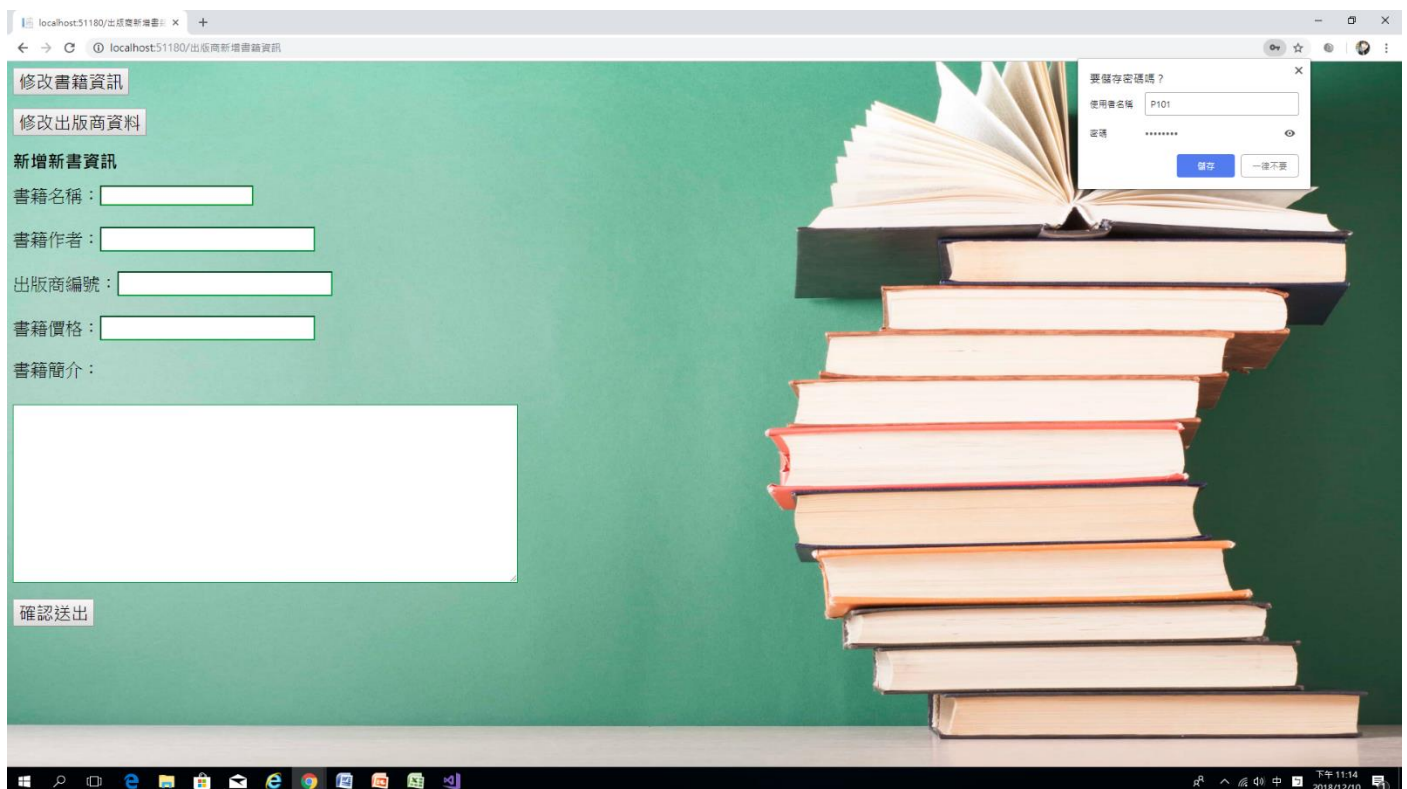 localhost:51180/出版商新增書
localhost:51180/出版商新增書籍資訊
修改書籍資訊
修改出版商資料
新增新書資訊
書籍名稱：
書籍作者：
出版商編號：
書籍價格：
書籍簡介：
確認送出
要儲存密碼嗎？
使用者名稱 P101
密碼 ••••••••
儲存 一律不要
中
下午 11:14
2018/12/10